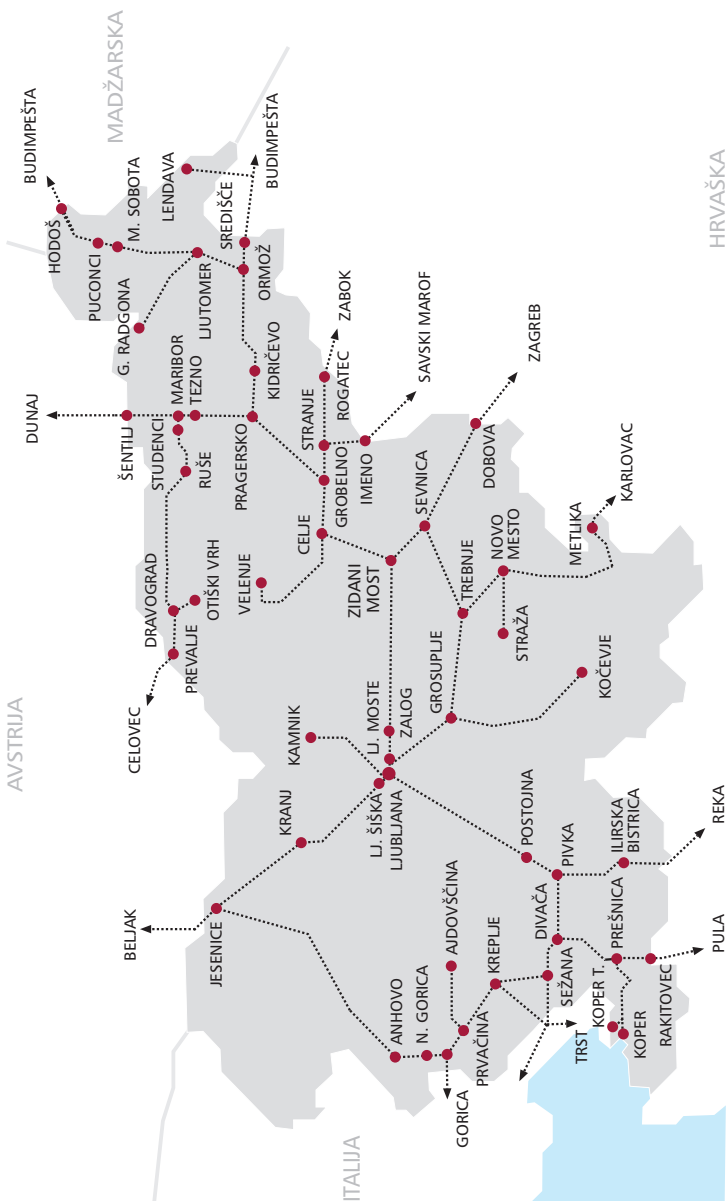 AVSTRIJA
MADŽARSKA
HRVAŠKA
ITALIJA
BELJAK
JESENICE
KRANJ
KAMNIK
LJ. ŠIŠKA
LJUBLJANA
LJ. MOSTE
ZALOG
CELOVEC
PREVALJE
DRAVOGRAD
OTIŠKI VRH
VELENJE
CELJE
ZIDANI
MOST
DUNAJ
ŠENTILJ
STUDENCI
RUŠE
MARIBOR
TEZNO
PRAGERSKO
KIDRIČEVO
G. RADGONA
LJUTOMER
ORMOŽ
SREDIŠČE
BUDIMPEŠTA
HODOŠ
PUCONCI
M. SOBOTA
LENDAVA
BUDIMPEŠTA
GROBELNO
STRANJE
ROGATEC
ZABOK
IMENO
SAVSKI MAROF
SEVNICA
DOBOVA
ZAGREB
GROSUPLJE
TREBNJE
NOVO
MESTO
STRAŽA
METLIKA
KARLOVAC
KOČEVJE
ANHOVO
N. GORICA
GORICA
AJDOVŠČINA
PRVAČINA
KREPLJE
SEŽANA
TRST
DIVAČA
PIVKA
POSTOJNA
ILIRSKA
BISTRICA
REKA
PREŠNICA
KOPER T.
KOPER
RAKITOVEC
PULA